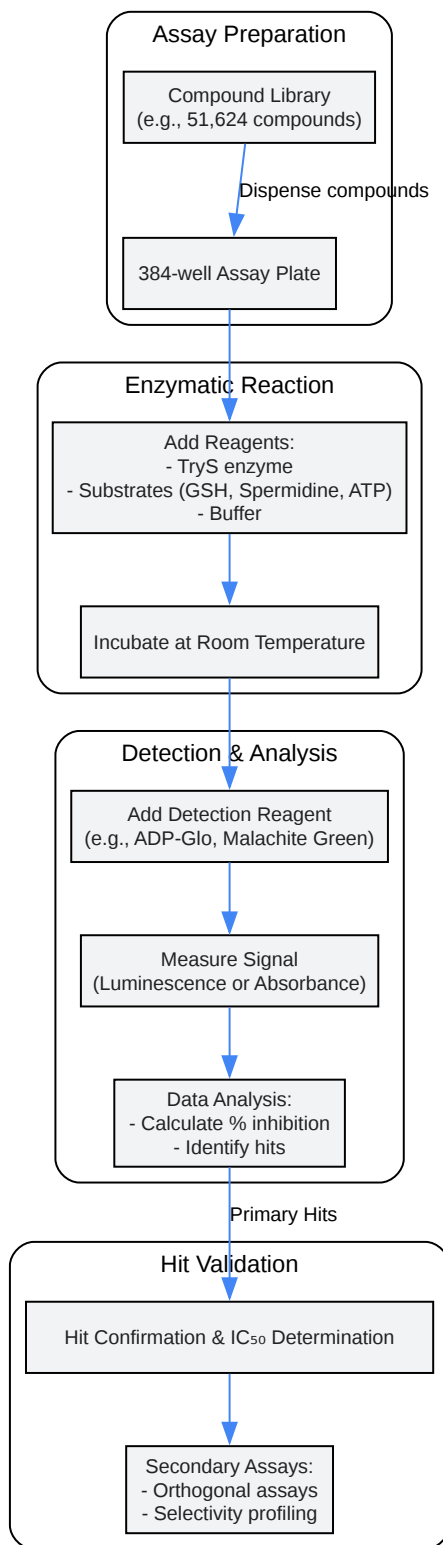 Assay Preparation
Compound Library
(e.g., 51,624 compounds)
Dispense compounds
384-well Assay Plate
Enzymatic Reaction
Add Reagents:
- TryS enzyme
- Substrates (GSH, Spermidine, ATP)
- Buffer
Incubate at Room Temperature
Detection & Analysis
Add Detection Reagent
(e.g., ADP-Glo, Malachite Green)
Measure Signal
(Luminescence or Absorbance)
Data Analysis:
- Calculate % inhibition
- Identify hits
Primary Hits
Hit Validation
Hit Confirmation & IC₅₀ Determination
Secondary Assays:
- Orthogonal assays
- Selectivity profiling